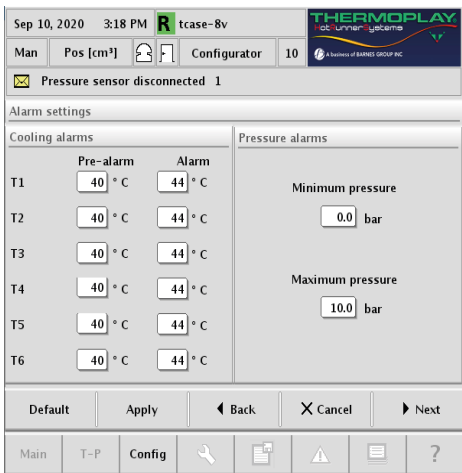 Sep 10, 2020 3:18 PM R tcase-8v
THERMOPLAY
HotRunnerSystems
Man Pos [cm³] Configurator 10 A business of BARNES GROUP INC
Pressure sensor disconnected 1
Alarm settings
Cooling alarms
Pre-alarm Alarm
T1 40 ° C 44 ° C
T2 40 ° C 44 ° C
T3 40 ° C 44 ° C
T4 40 ° C 44 ° C
T5 40 ° C 44 ° C
T6 40 ° C 44 ° C
Pressure alarms
Minimum pressure
0.0 bar
Maximum pressure
10.0 bar
Default Apply Back Cancel Next
Main T-P Config ?